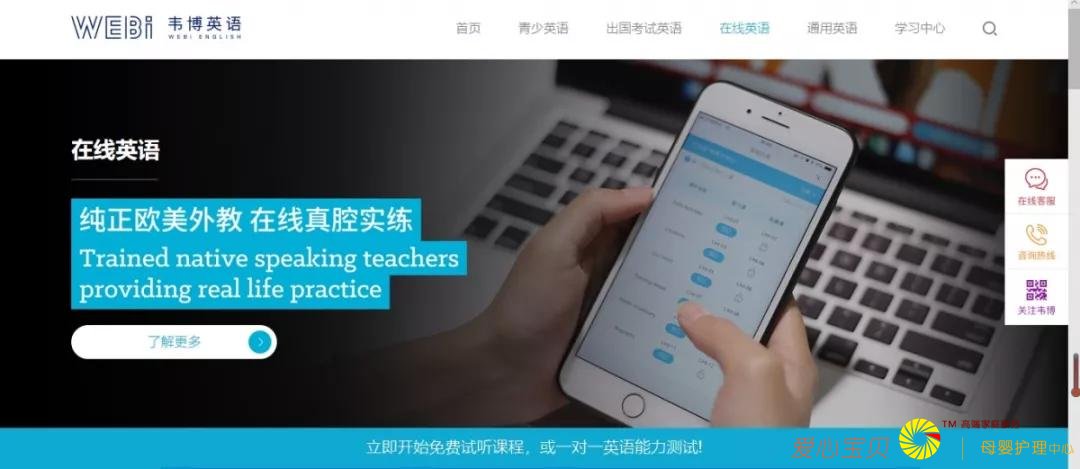 WEBi 韦博英语
WEBi ENGLISH
首页 青少英语 出国考试英语 在线英语 通用英语 学习中心
在线英语
纯正欧美外教 在线真腔实练
Trained native speaking teachers
providing real life practice
了解更多
在线客服
咨询热线
关注韦博
立即开始免费试听课程，或一对一英语能力测试!
爱心宝贝
TM 高端家庭
母婴护理中心